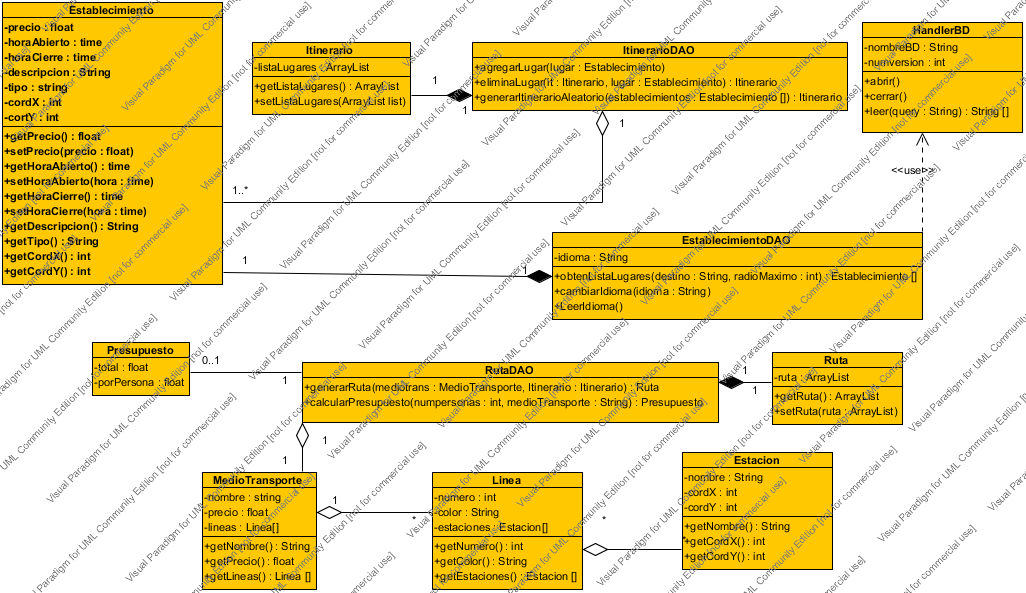 Establecimiento
-precio : float
-horaAbierto : time
-horaCierre : time
-descripcion : String
-tipo : string
-cordX : int
-cortY : int
+getPrecio() : float
+setPrecio(precio : float)
+getHoraAbierto() : time
+setHoraAbierto(hora : time)
+getHoraCierre() : time
+setHoraCierre(hora : time)
+getDescripcion() : String
+getTipo() : String
+getCordX() : int
+getCordY() : int
Itinerario
-listaLugares : ArrayList
+getListaLugares() : ArrayList
+setListaLugares(ArrayList list)
1
1
ItinerarioDAO
+agregarLugar(lugar : Establecimiento)
+eliminaLugar(it : Itinerario, lugar : Establecimiento) : Itinerario
+generarItinerarioAleatorio(establecimientos : Establecimiento []) : Itinerario
1
1..*
HandlerBD
-nombreBD : String
-numversion : int
+abrir()
+cerrar()
+leer(query : String) : String []
<<use>>
EstablecimientoDAO
-idioma : String
+obtenListaLugares(destino : String, radioMaximo : int) : Establecimiento []
+cambiarIdioma(idioma : String)
+LeerIdioma()
1
1
Presupuesto
-total : float
-porPersona : float
0..1
1
RutaDAO
+generarRuta(mediotrans : MedioTransporte, Itinerario : Itinerario) : Ruta
+calcularPresupuesto(numpersonas : int, medioTransporte : String) : Presupuesto
1
1
Ruta
-ruta : ArrayList
+getRuta() : ArrayList
+setRuta(ruta : ArrayList)
1
1
MedioTransporte
-nombre : string
-precio : float
-lineas : Linea[]
+getNombre() : String
+getPrecio() : float
+getLineas() : Linea []
1
*
Linea
-numero : int
-color : String
-estaciones : Estacion[]
+getNumero() : int
+getColor() : String
+getEstaciones() : Estacion []
*
*
Estacion
-nombre : String
-cordX : int
-cordY : int
+getNombre() : String
+getCordX() : int
+getCordY() : int
Visual Paradigm for UML Community Edition [not for commercial use]